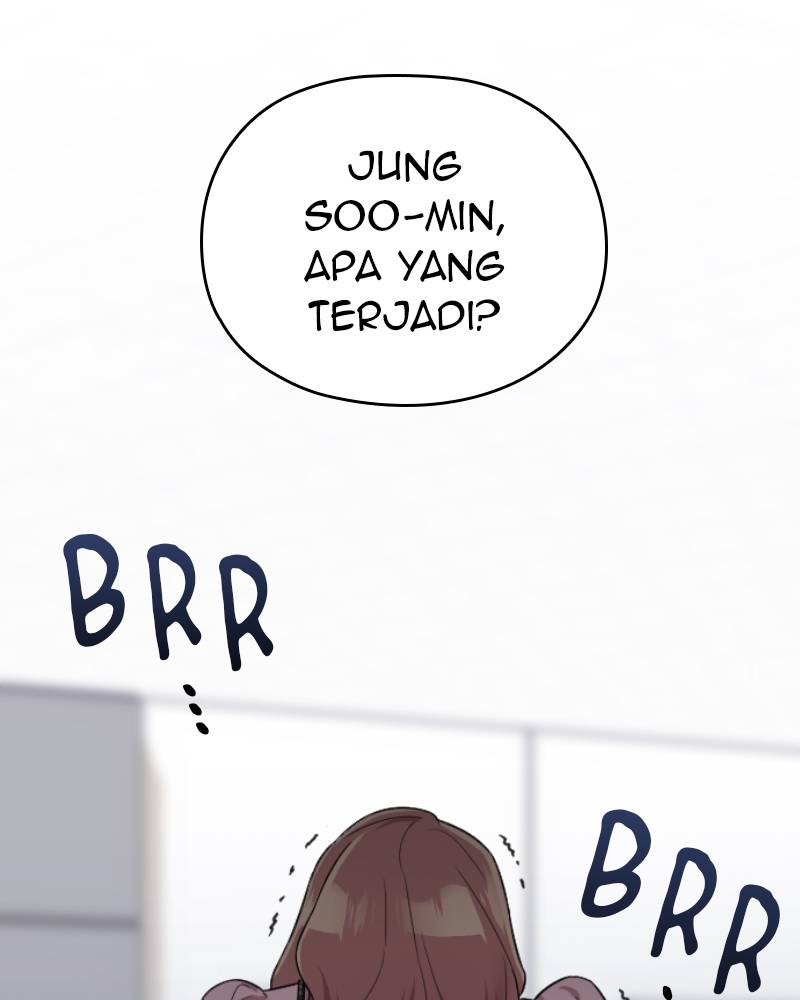 JUNG
SOO-MIN,
APA YANG
TERJADI?
BRR
...
BRR